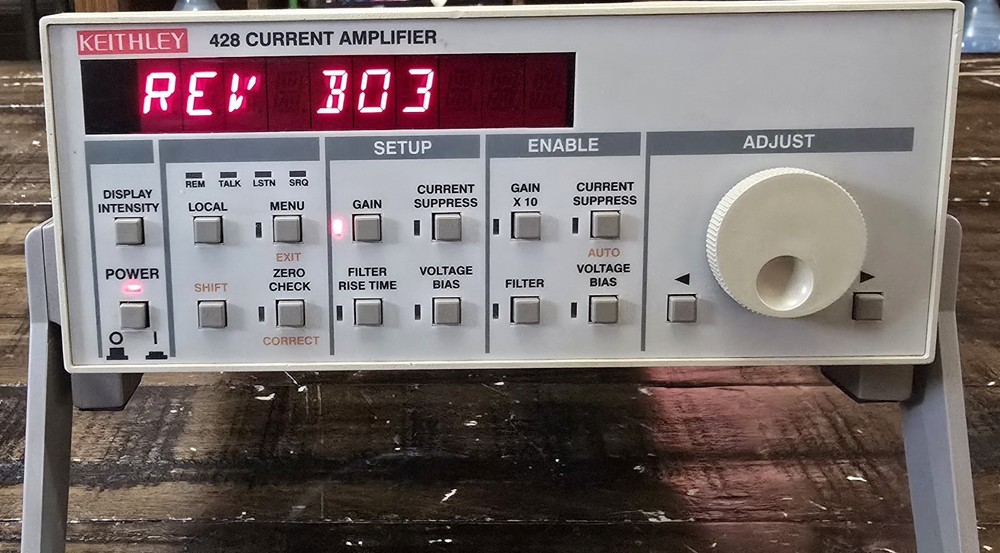 KEITHLEY 428 CURRENT AMPLIFIER
REV B03
DISPLAY
INTENSITY
POWER
O I
REM TALK LSTN SRQ
LOCAL
MENU
EXIT
SHIFT
ZERO
CHECK
CORRECT
SETUP
GAIN
CURRENT
SUPPRESS
FILTER
RISE TIME
VOLTAGE
BIAS
ENABLE
GAIN
X 10
CURRENT
SUPPRESS
AUTO
FILTER
VOLTAGE
BIAS
ADJUST
◄ ►